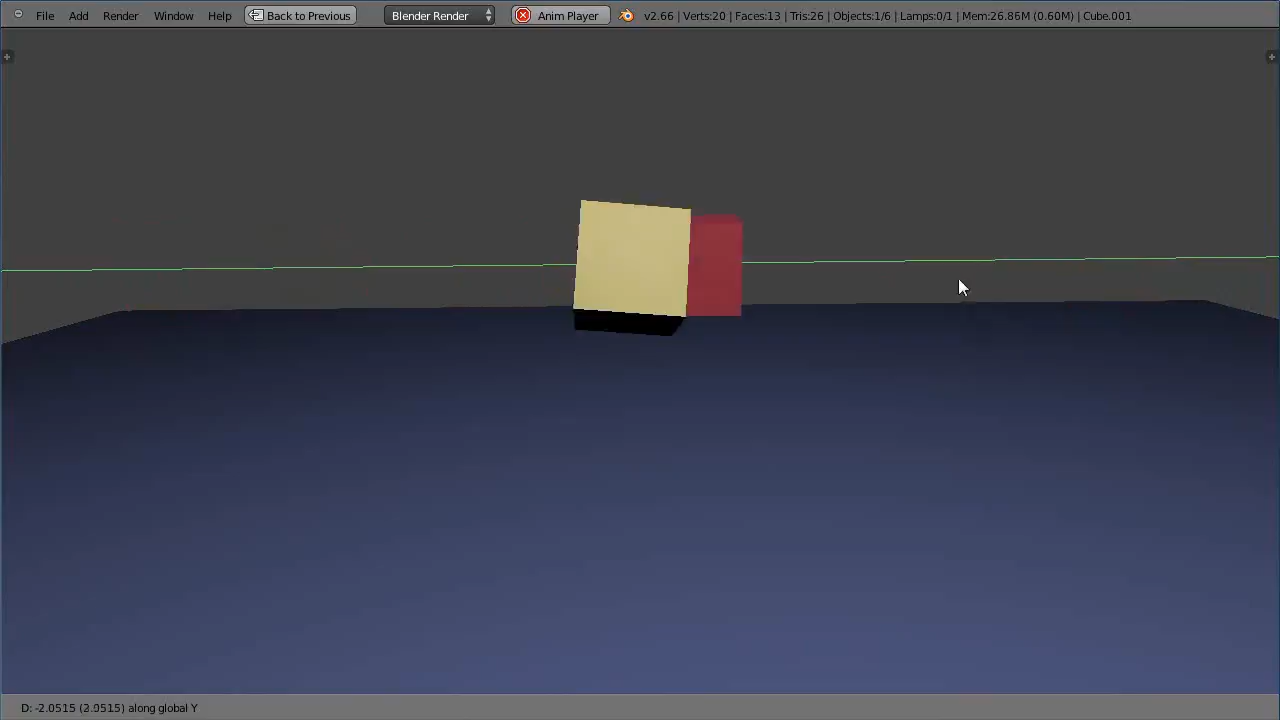 File Add Render Window Help Back to Previous Blender Render Anim Player v2.66 | Verts:20 | Faces:13 | Tris:26 | Objects:1/6 | Lamps:0/1 | Mem:26.86M (0.60M) | Cube.001
D: -2.0515 (2.0515) along global Y